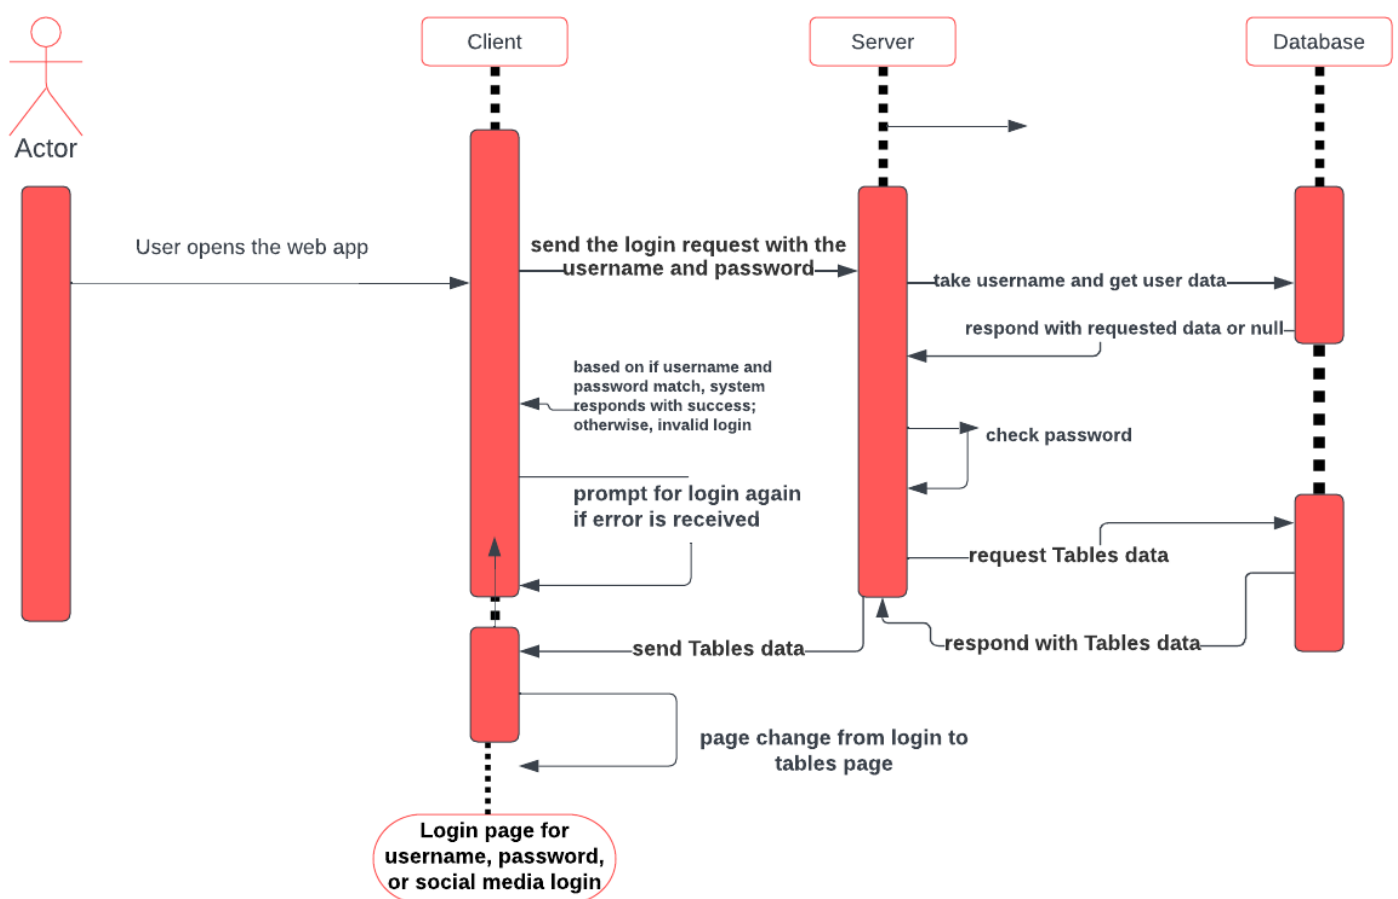 Client
Server
Database
Actor
User opens the web app
send the login request with the
username and password
take username and get user data
respond with requested data or null
based on if username and
password match, system
responds with success;
otherwise, invalid login
check password
prompt for login again
if error is received
request Tables data
send Tables data
respond with Tables data
page change from login to
tables page
Login page for
username, password,
or social media login